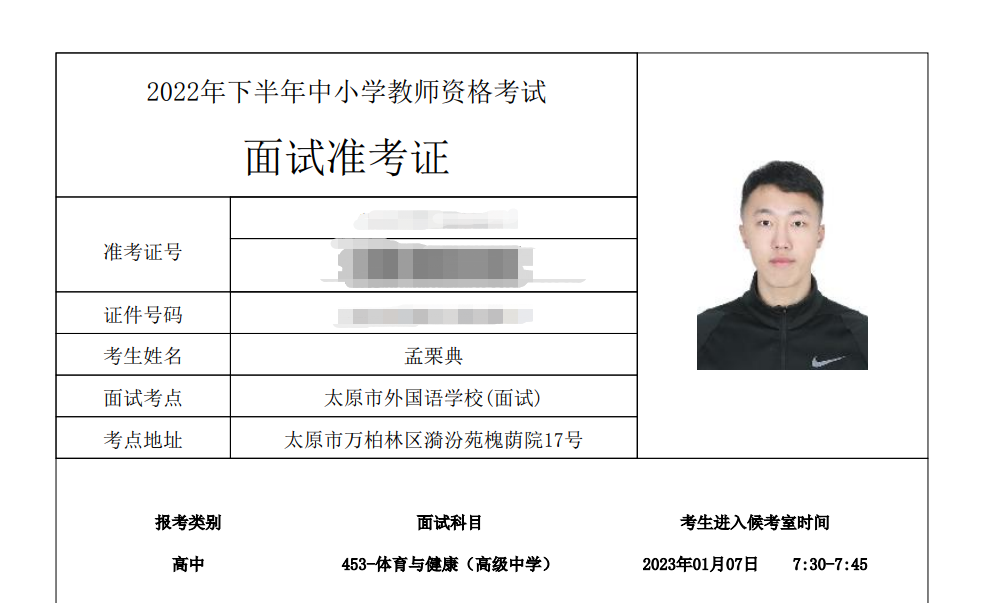 2022年下半年中小学教师资格考试
面试准考证
准考证号
证件号码
考生姓名 孟栗典
面试考点 太原市外国语学校(面试)
考点地址 太原市万柏林区漪汾苑槐荫院17号
报考类别 面试科目 考生进入候考室时间
高中 453-体育与健康（高级中学） 2023年01月07日 7:30-7:45